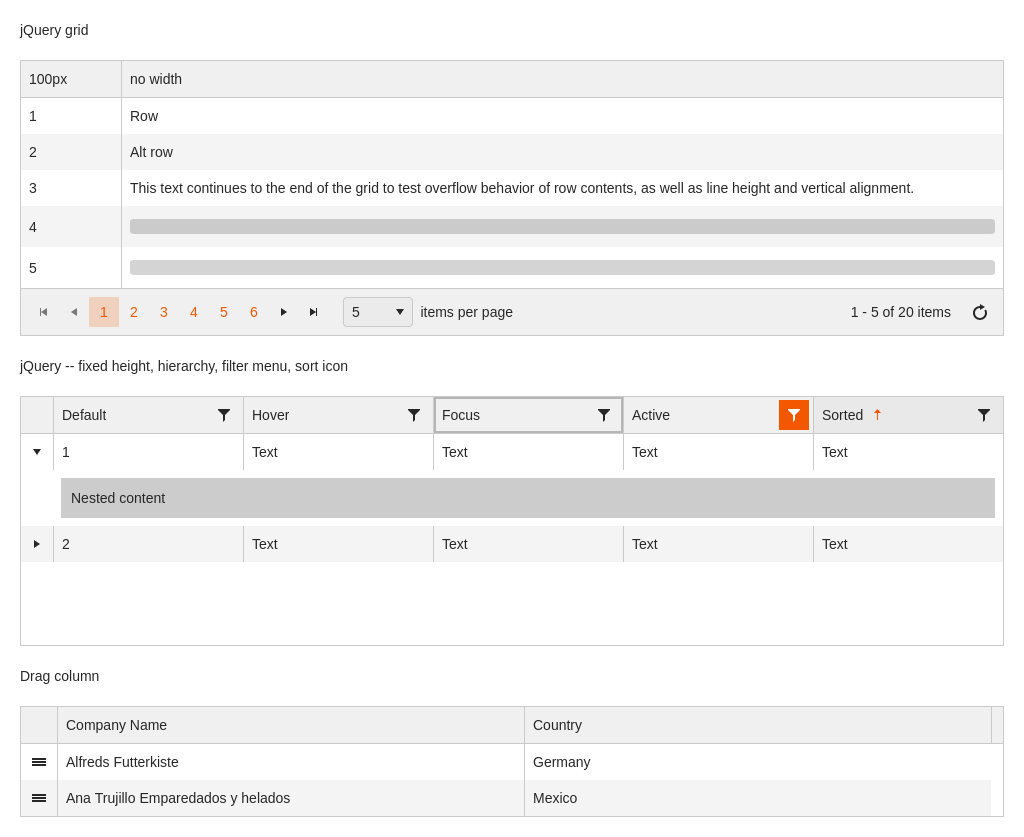 jQuery grid
100px no width
1 Row
2 Alt row
3 This text continues to the end of the grid to test overflow behavior of row contents, as well as line height and vertical alignment.
4
5
1 2 3 4 5 6 5 items per page 1 - 5 of 20 items
jQuery -- fixed height, hierarchy, filter menu, sort icon
Default Hover Focus Active Sorted
1 Text Text Text Text
Nested content
2 Text Text Text Text
Drag column
Company Name Country
Alfreds Futterkiste Germany
Ana Trujillo Emparedados y helados Mexico